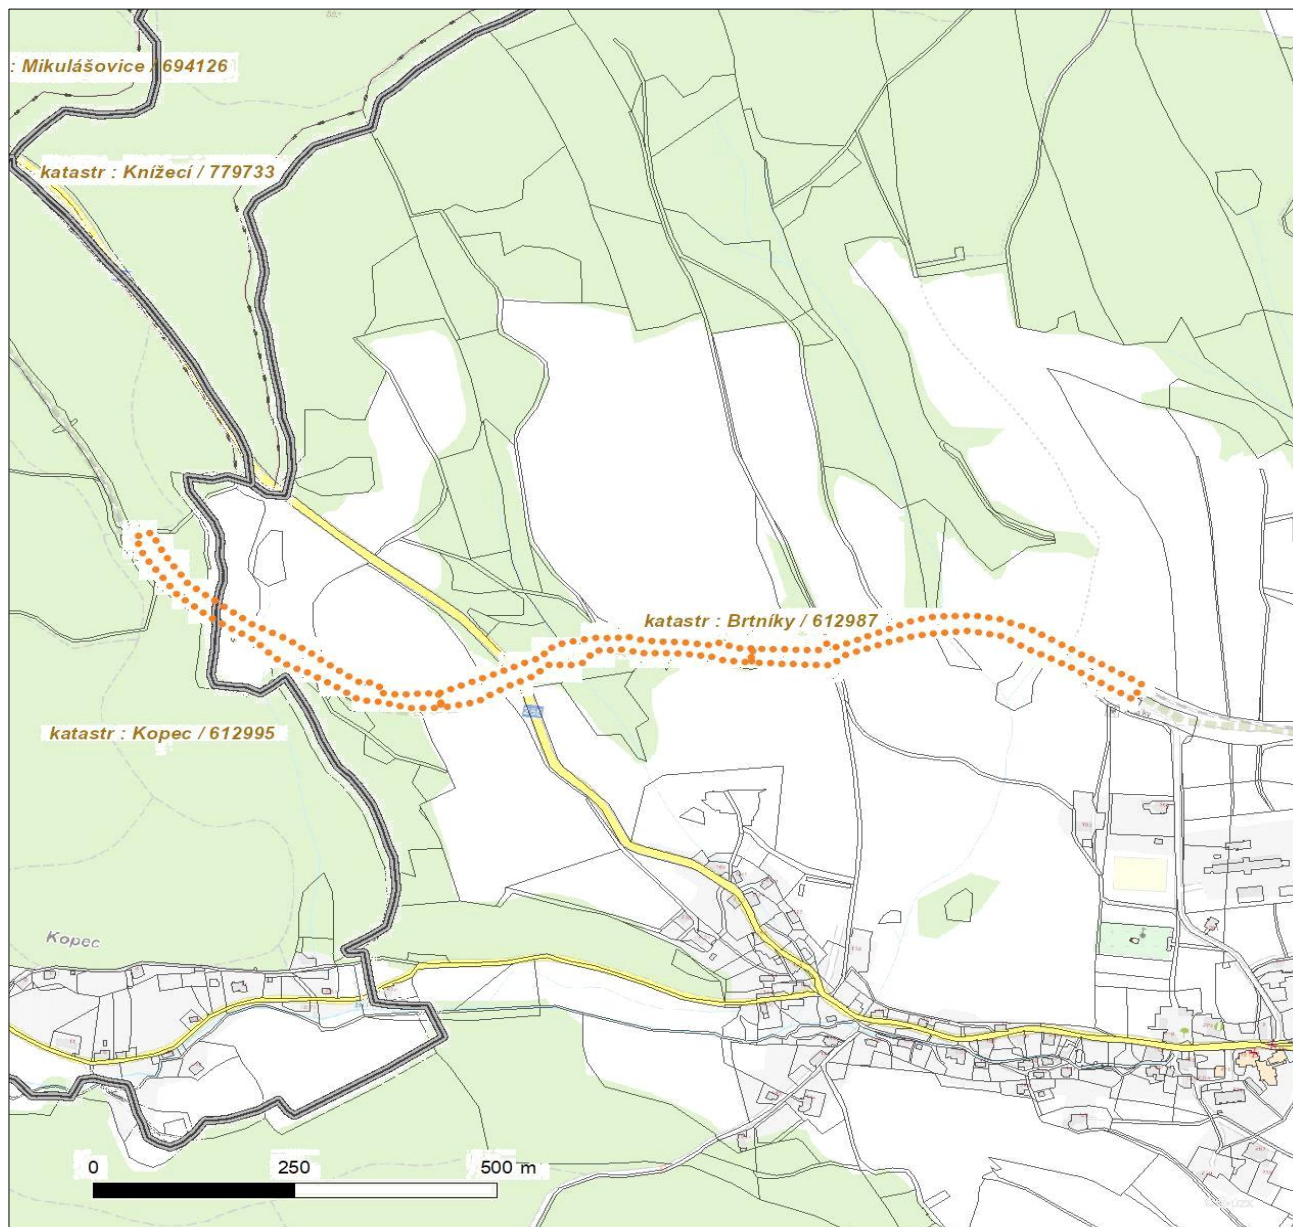 : Mikulášovice / 694126
katastr : Knížecí / 779733
katastr : Brtníky / 612987
katastr : Kopec / 612995
Kopec
0 250 500 m